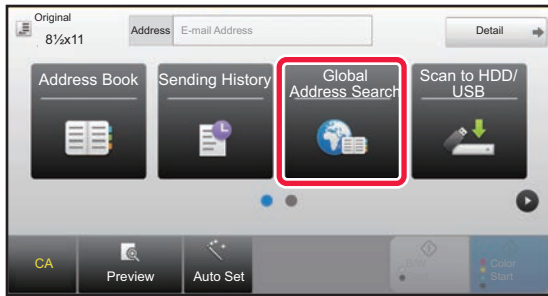 Original
8½x11
Address
E-mail Address
Detail
Address Book
Sending History
Global
Address Search
Scan to HDD/
USB
CA
Preview
Auto Set
B/W
Start
Color
Start